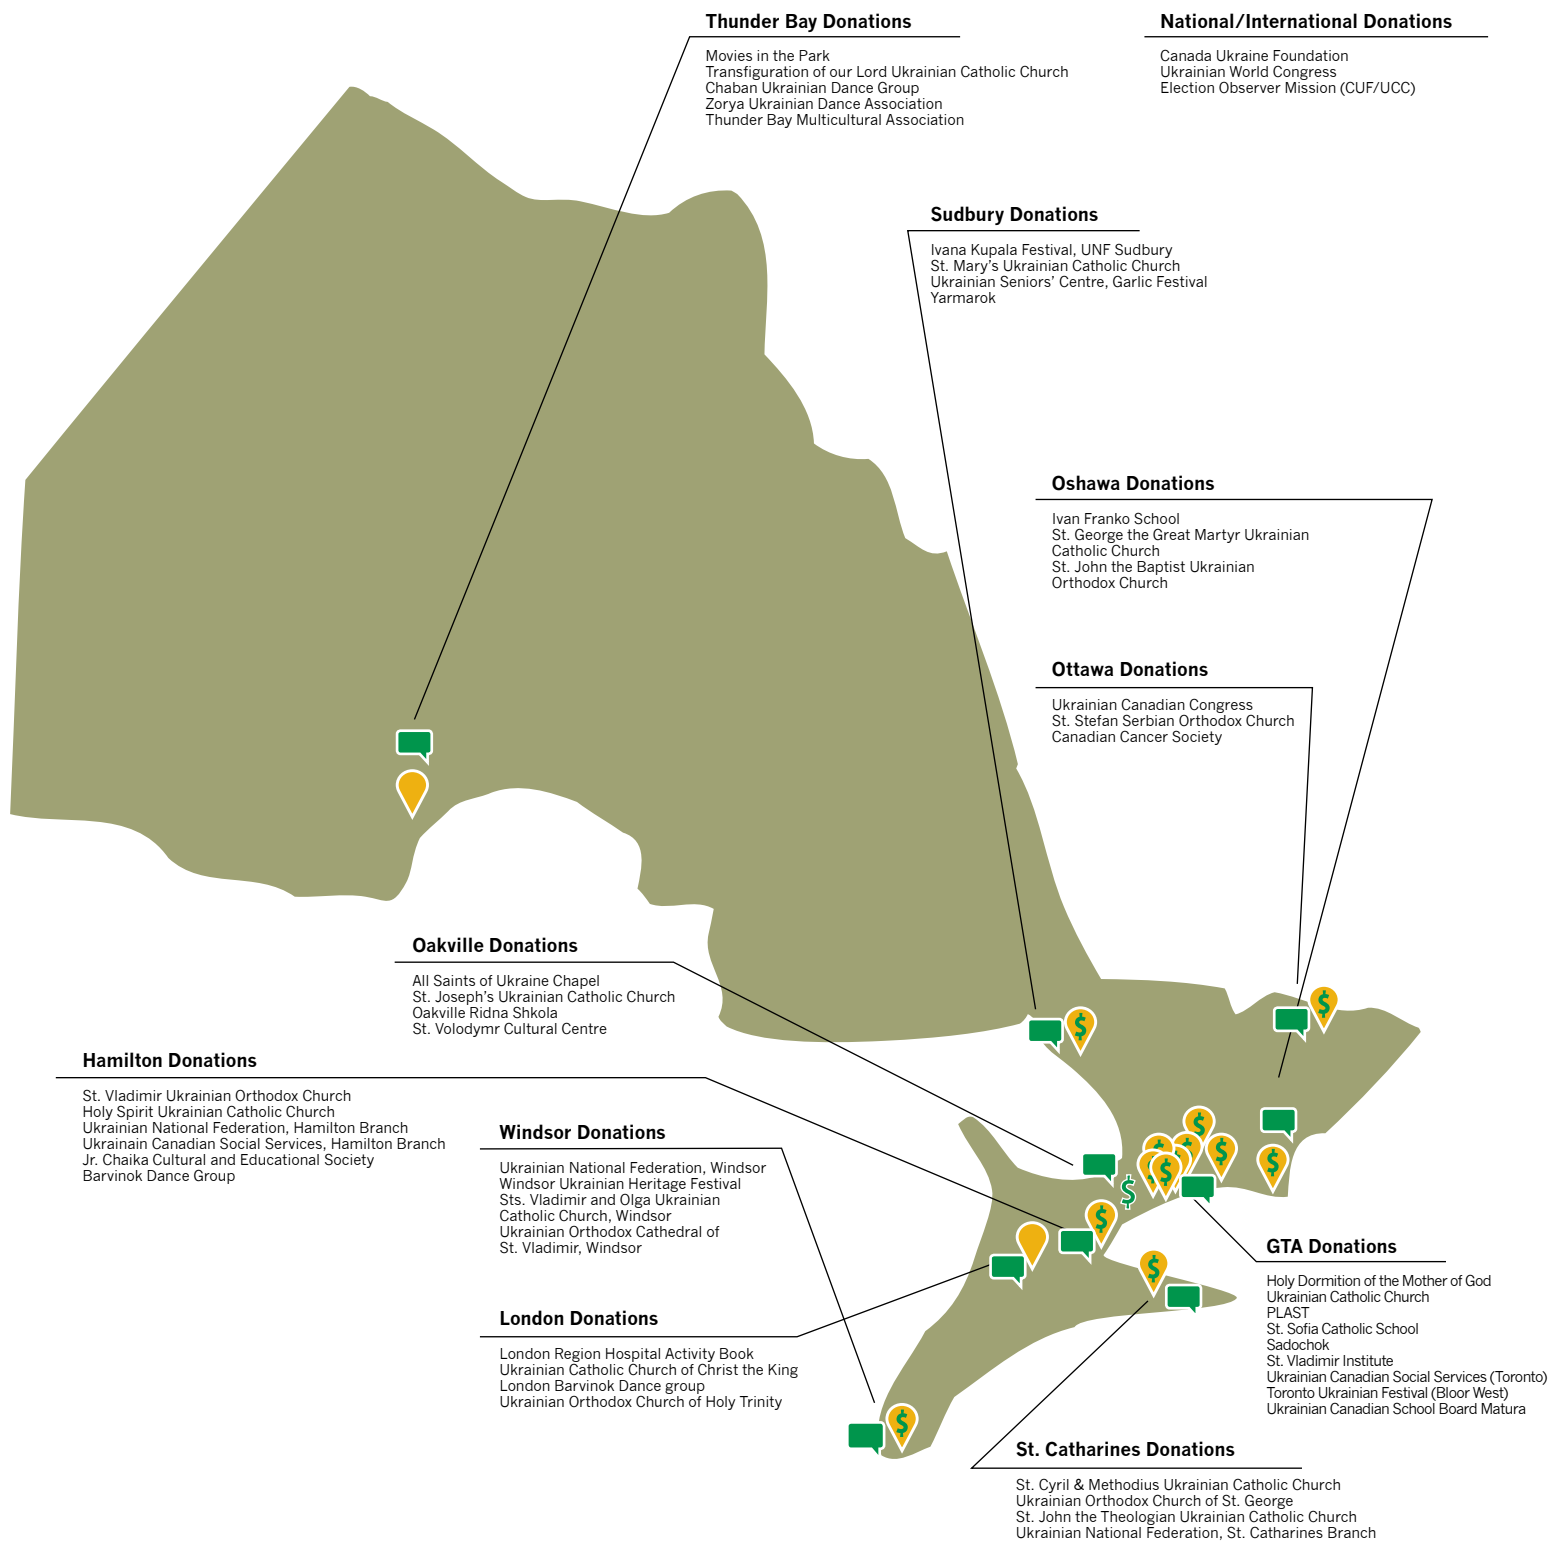 Thunder Bay Donations
Movies in the Park
Transfiguration of our Lord Ukrainian Catholic Church
Chaban Ukrainian Dance Group
Zorya Ukrainian Dance Association
Thunder Bay Multicultural Association
National/International Donations
Canada Ukraine Foundation
Ukrainian World Congress
Election Observer Mission (CUF/UCC)
Sudbury Donations
Ivana Kupala Festival, UNF Sudbury
St. Mary’s Ukrainian Catholic Church
Ukrainian Seniors’ Centre, Garlic Festival
Yarmarok
Oshawa Donations
Ivan Franko School
St. George the Great Martyr Ukrainian
Catholic Church
St. John the Baptist Ukrainian
Orthodox Church
Ottawa Donations
Ukrainian Canadian Congress
St. Stefan Serbian Orthodox Church
Canadian Cancer Society
Oakville Donations
All Saints of Ukraine Chapel
St. Joseph’s Ukrainian Catholic Church
Oakville Ridna Shkola
St. Volodymr Cultural Centre
Hamilton Donations
St. Vladimir Ukrainian Orthodox Church
Holy Spirit Ukrainian Catholic Church
Ukrainian National Federation, Hamilton Branch
Ukrainain Canadian Social Services, Hamilton Branch
Jr. Chaika Cultural and Educational Society
Barvinok Dance Group
Windsor Donations
Ukrainian National Federation, Windsor
Windsor Ukrainian Heritage Festival
Sts. Vladimir and Olga Ukrainian
Catholic Church, Windsor
Ukrainian Orthodox Cathedral of
St. Vladimir, Windsor
London Donations
London Region Hospital Activity Book
Ukrainian Catholic Church of Christ the King
London Barvinok Dance group
Ukrainian Orthodox Church of Holy Trinity
GTA Donations
Holy Dormition of the Mother of God
Ukrainian Catholic Church
PLAST
St. Sofia Catholic School
Sadochok
St. Vladimir Institute
Ukrainian Canadian Social Services (Toronto)
Toronto Ukrainian Festival (Bloor West)
Ukrainian Canadian School Board Matura
St. Catharines Donations
St. Cyril & Methodius Ukrainian Catholic Church
Ukrainian Orthodox Church of St. George
St. John the Theologian Ukrainian Catholic Church
Ukrainian National Federation, St. Catharines Branch